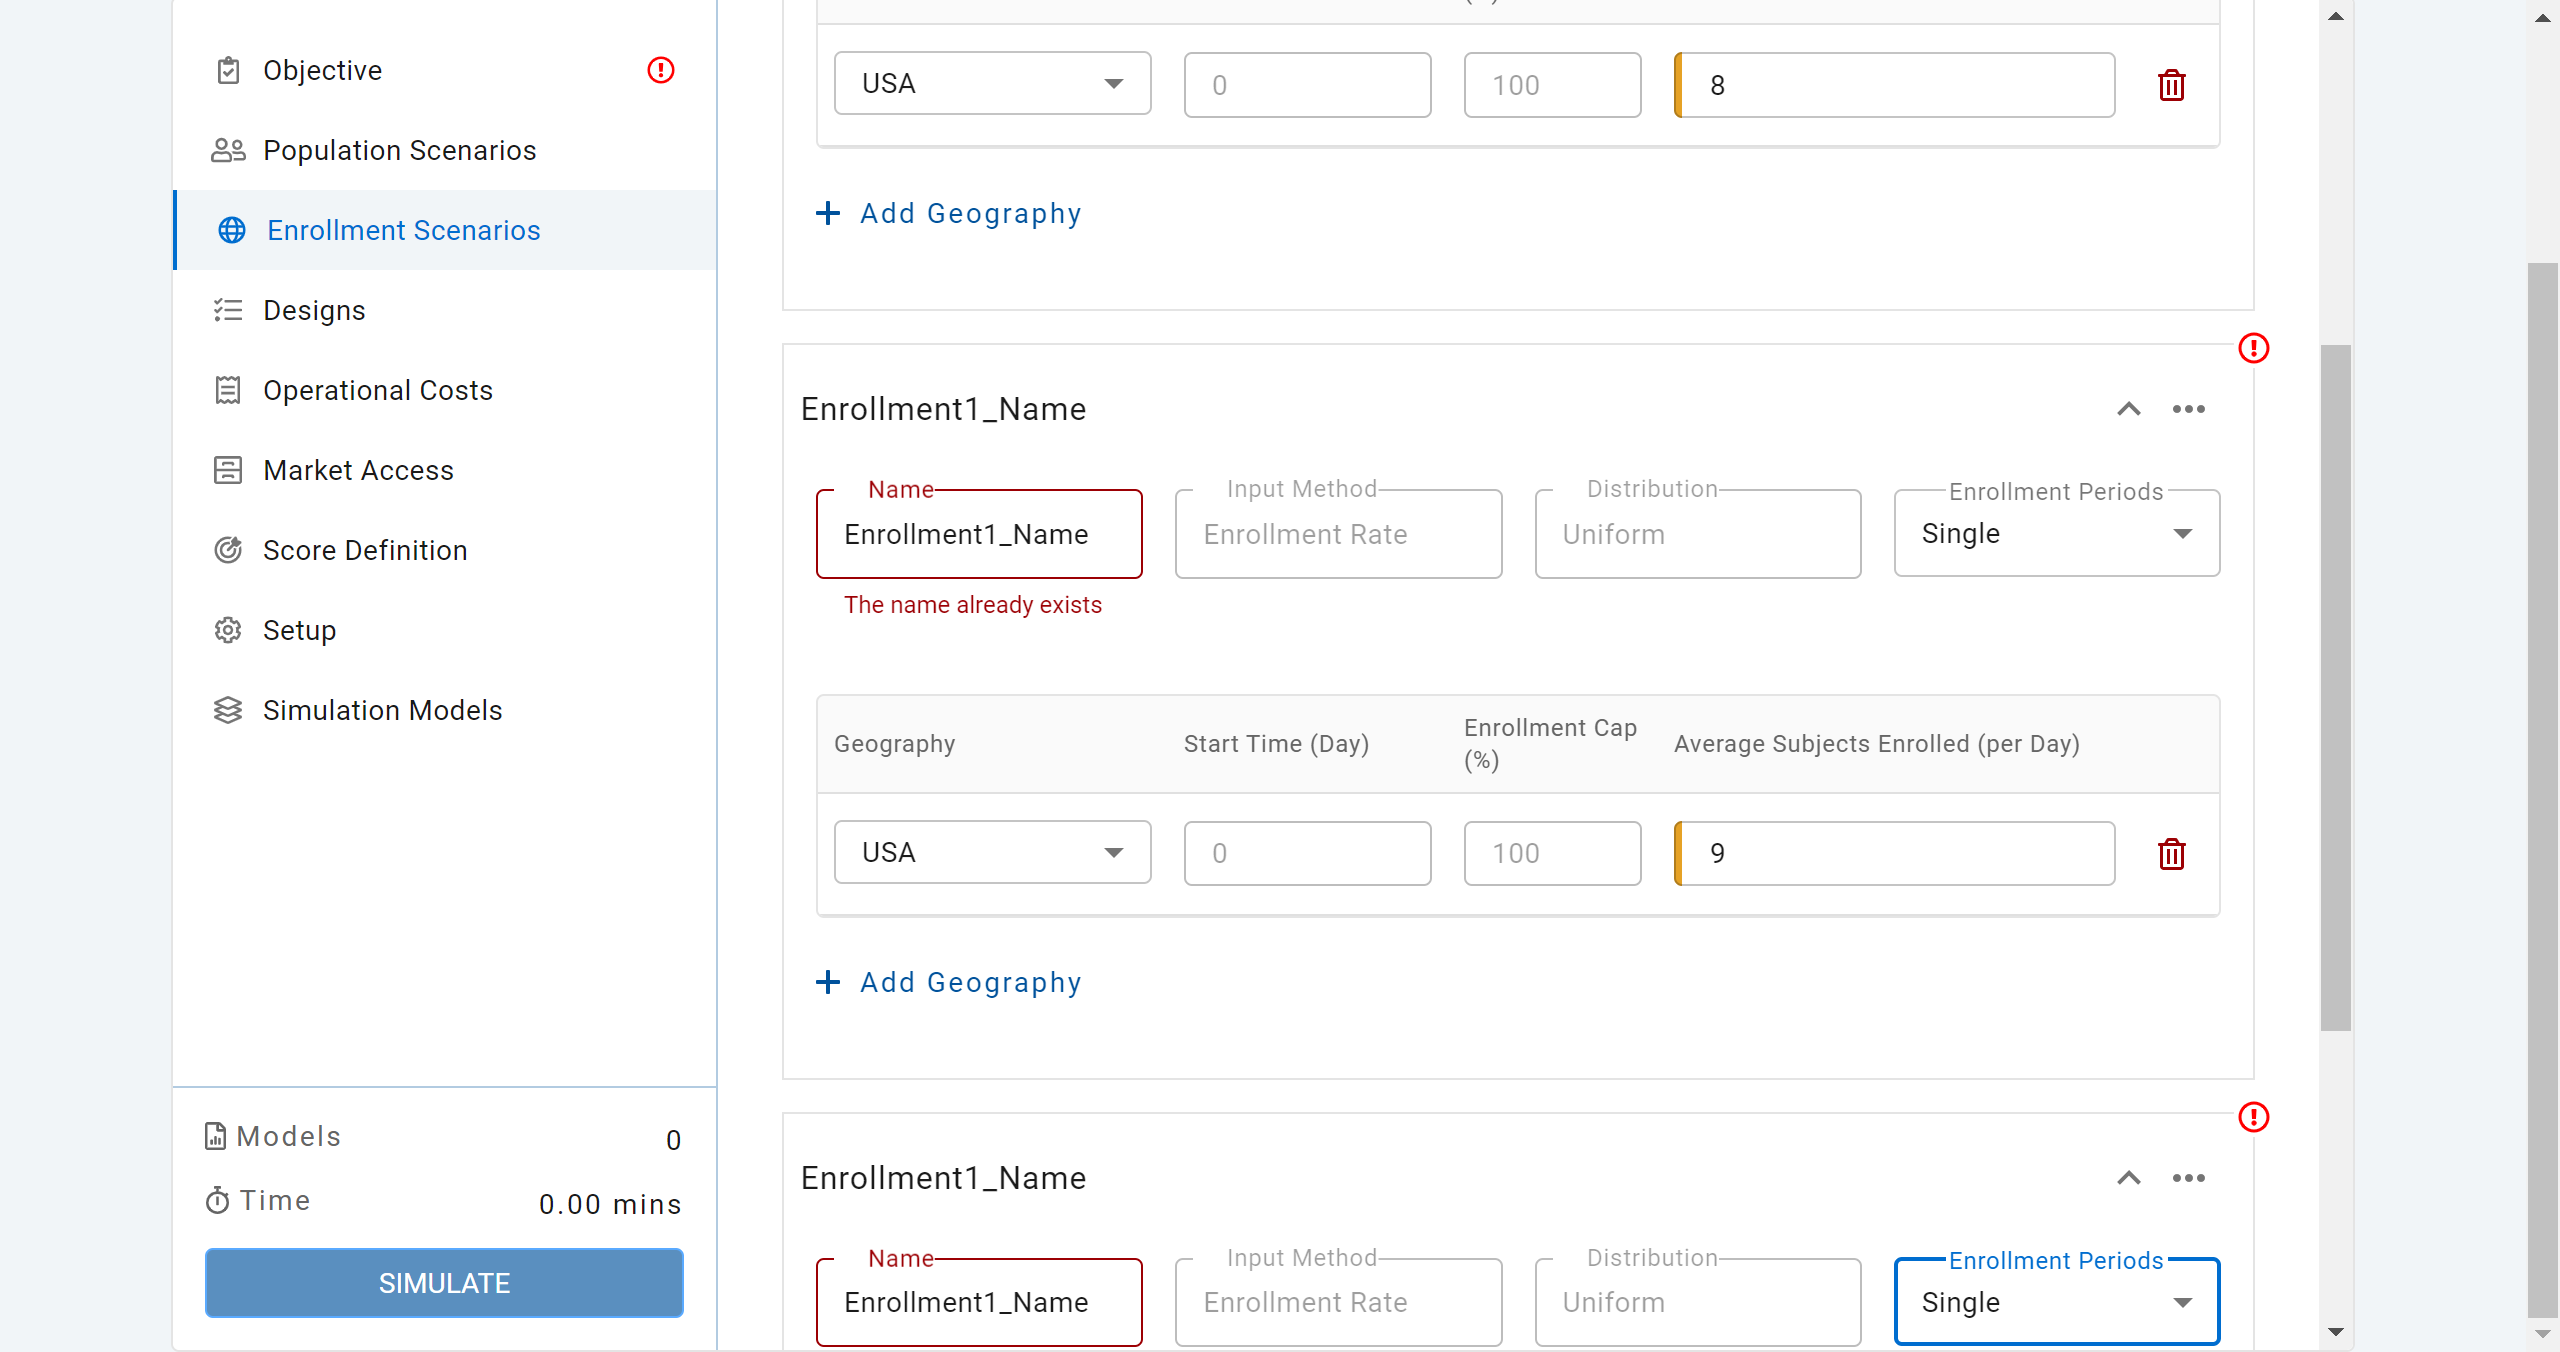 Objective
Population Scenarios
Enrollment Scenarios
Designs
Operational Costs
Market Access
Score Definition
Setup
Simulation Models
Models 0
Time 0.00 mins
SIMULATE
USA 0 100 8
Add Geography
Enrollment1_Name
Name Input Method Distribution Enrollment Periods
Enrollment1_Name Enrollment Rate Uniform Single
The name already exists
Geography Start Time (Day) Enrollment Cap (%) Average Subjects Enrolled (per Day)
USA 0 100 9
Add Geography
Enrollment1_Name
Name Input Method Distribution Enrollment Periods
Enrollment1_Name Enrollment Rate Uniform Single